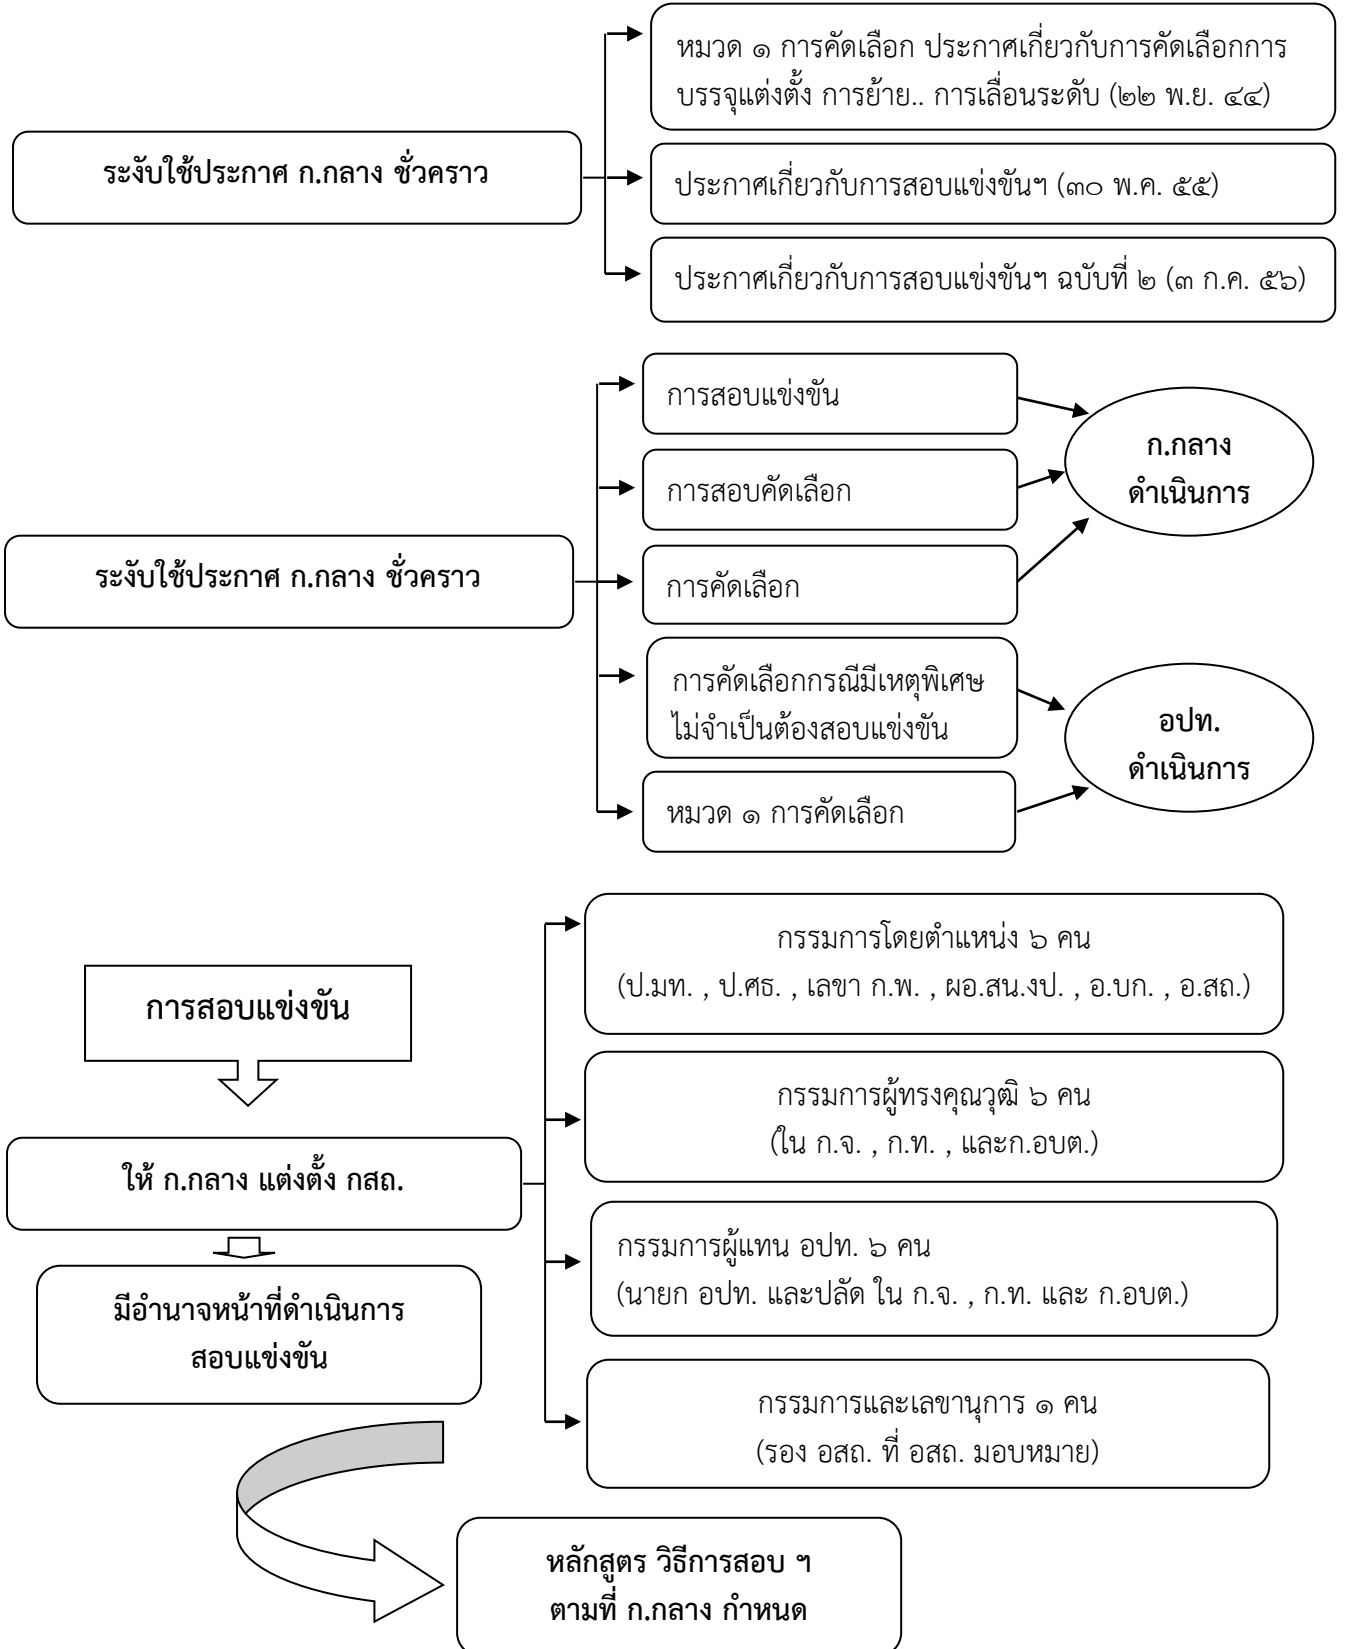 หมวด ๑ การคัดเลือก ประกาศเกี่ยวกับการคัดเลือกการ
บรรจุแต่งตั้ง การย้าย.. การเลื่อนระดับ (๒๒ พ.ย. ๔๔)
ระงับใช้ประกาศ ก.กลาง ชั่วคราว
ประกาศเกี่ยวกับการสอบแข่งขันฯ (๓๐ พ.ค. ๕๕)
ประกาศเกี่ยวกับการสอบแข่งขันฯ ฉบับที่ ๒ (๓ ก.ค. ๕๖)
การสอบแข่งขัน
ก.กลาง
ดำเนินการ
การสอบคัดเลือก
ระงับใช้ประกาศ ก.กลาง ชั่วคราว
การคัดเลือก
การคัดเลือกกรณีมีเหตุพิเศษ
ไม่จำเป็นต้องสอบแข่งขัน
อปท.
ดำเนินการ
หมวด ๑ การคัดเลือก
กรรมการโดยตำแหน่ง ๖ คน
(ป.มท. , ป.ศธ. , เลขา ก.พ. , ผอ.สน.งป. , อ.บก. , อ.สถ.)
การสอบแข่งขัน
กรรมการผู้ทรงคุณวุฒิ ๖ คน
(ใน ก.จ. , ก.ท. , และก.อบต.)
ให้ ก.กลาง แต่งตั้ง กสถ.
กรรมการผู้แทน อปท. ๖ คน
(นายก อปท. และปลัด ใน ก.จ. , ก.ท. และ ก.อบต.)
มีอำนาจหน้าที่ดำเนินการ
สอบแข่งขัน
กรรมการและเลขานุการ ๑ คน
(รอง อสถ. ที่ อสถ. มอบหมาย)
หลักสูตร วิธีการสอบ ฯ
ตามที่ ก.กลาง กำหนด